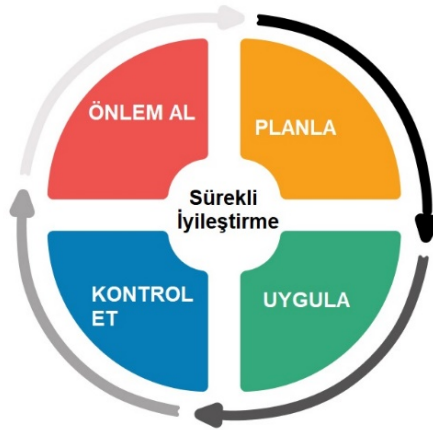 ÖNLEM AL
PLANLA
Sürekli
İyileştirme
KONTROL
ET
UYGULA